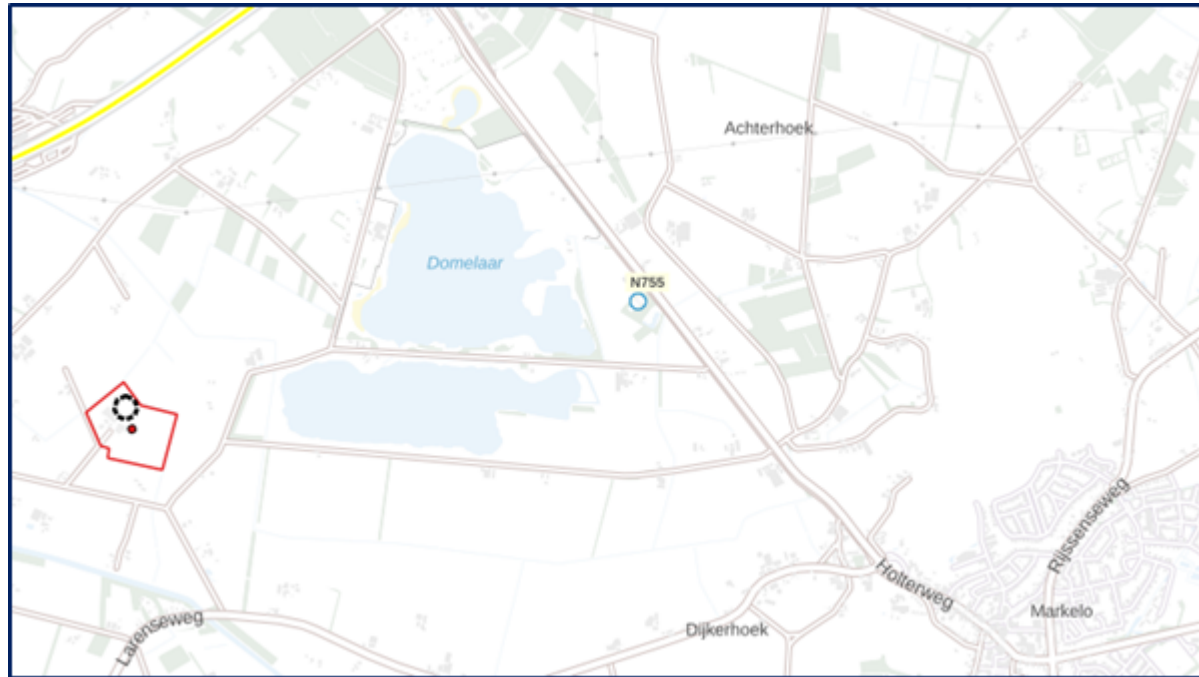 Achterhoek
Domelaar
N755
Rijssenseweg
Holterweg
Markelo
Larenseweg
Dijkerhoek